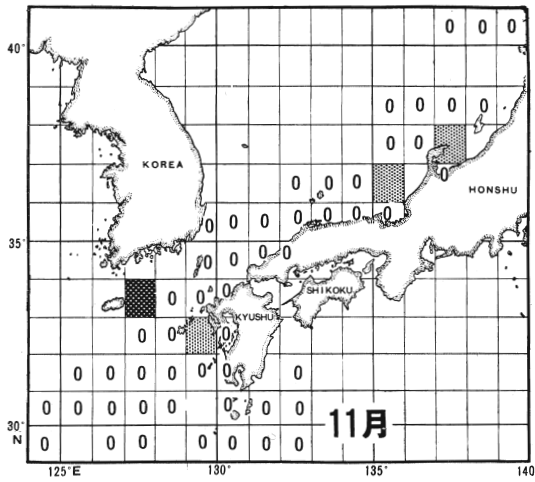 0 0 0
40°
0 0 0 0
0 0
KOREA
0
0 0 0
HONSHU
0 0 0 0 0 0 0
35°
0 0 0 0
SHIKOKU
0 0 0
KYUSHU
0 0 0
0 0 0 0 0 0 0
0 0 0 0 0 0 0 0
11月
30°
N
0 0 0 0 0 0 0
125°E 130° 135° 140